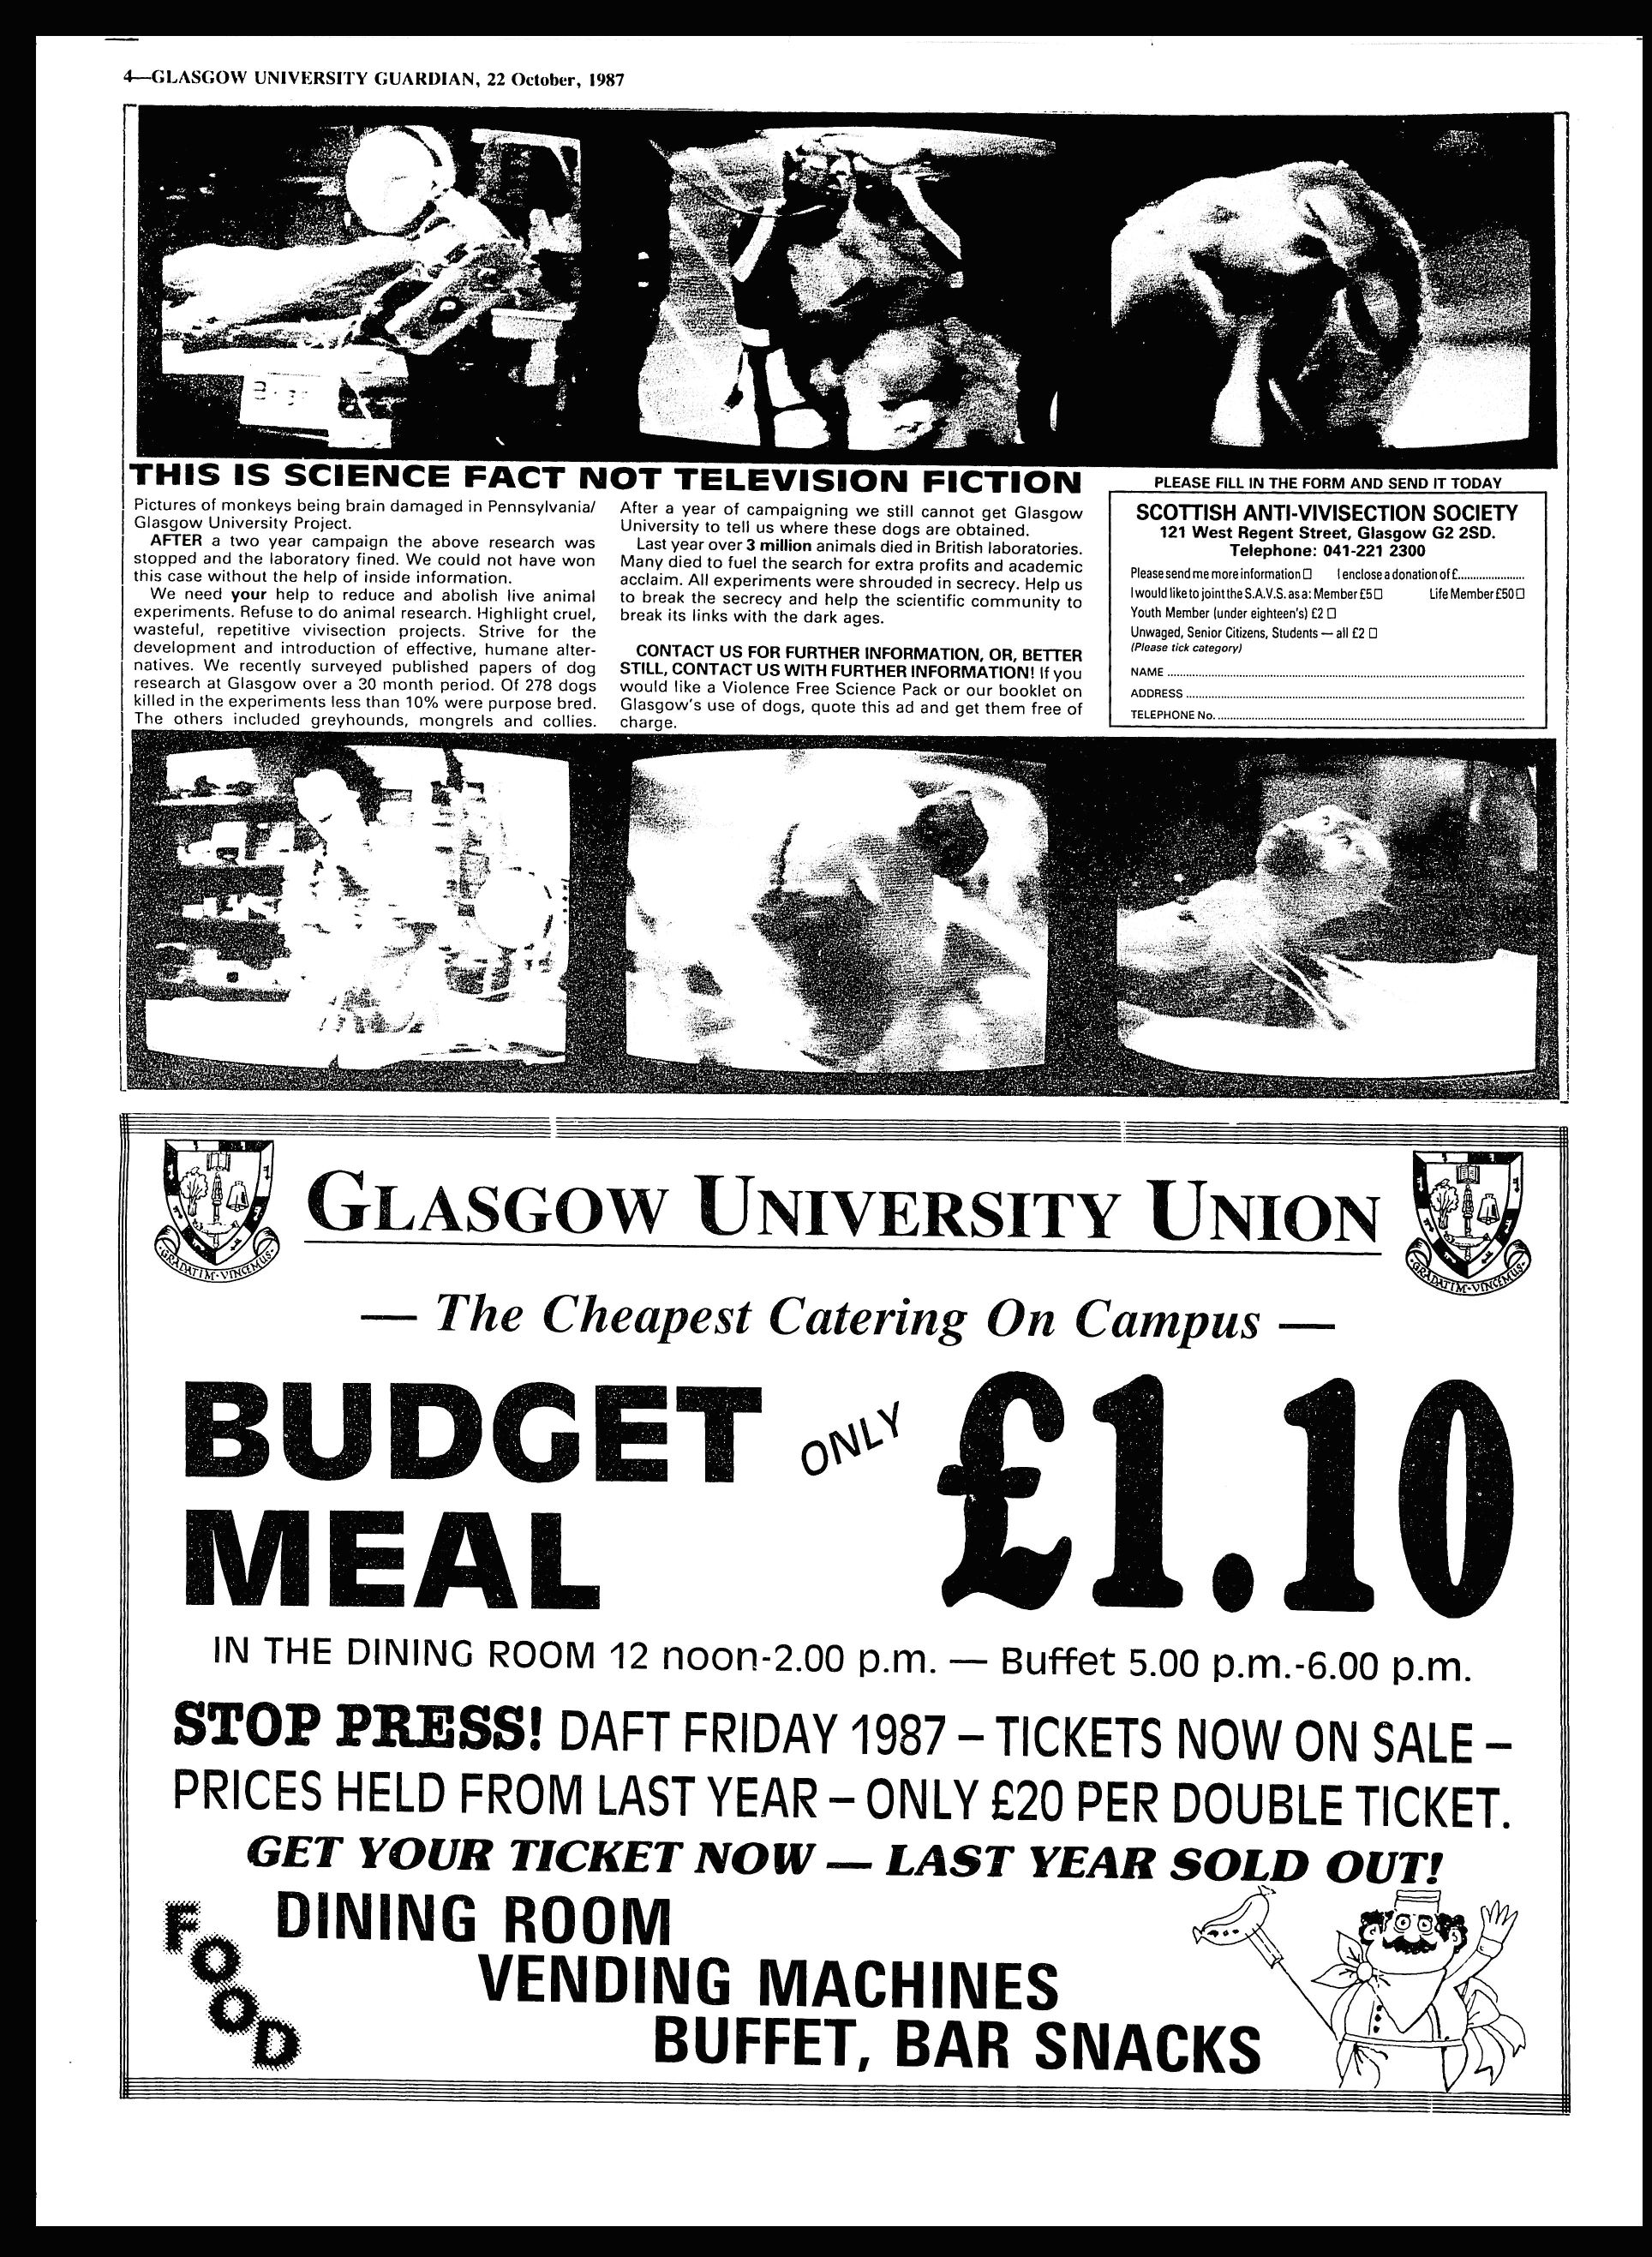 4—GLASGOW UNIVERSITY GUARDIAN, 22 October, 1987
THIS IS SCIENCE FACT NOT TELEVISION FICTION
Pictures of monkeys being brain damaged in Pennsylvania/
Glasgow University Project.
AFTER a two year campaign the above research was
stopped and the laboratory fined. We could not have won
this case without the help of inside information.
We need your help to reduce and abolish live animal
experiments. Refuse to do animal research. Highlight cruel,
wasteful, repetitive vivisection projects. Strive for the
development and introduction of effective, humane alter-
natives. We recently surveyed published papers of dog
research at Glasgow over a 30 month period. Of 278 dogs
killed in the experiments less than 10% were purpose bred.
The others included greyhounds, mongrels and collies.
After a year of campaigning we still cannot get Glasgow
University to tell us where these dogs are obtained.
Last year over 3 million animals died in British laboratories.
Many died to fuel the search for extra profits and academic
acclaim. All experiments were shrouded in secrecy. Help us
to break the secrecy and help the scientific community to
break its links with the dark ages.
CONTACT US FOR FURTHER INFORMATION, OR, BETTER
STILL, CONTACT US WITH FURTHER INFORMATION! If you
would like a Violence Free Science Pack or our booklet on
Glasgow's use of dogs, quote this ad and get them free of
charge.
PLEASE FILL IN THE FORM AND SEND IT TODAY
SCOTTISH ANTI-VIVISECTION SOCIETY
121 West Regent Street, Glasgow G2 2SD.
Telephone: 041-221 2300
Please send me more information □ I enclose a donation of £......................
I would like to joint the S.A.V.S. as a: Member £5 □ Life Member £50 □
Youth Member (under eighteen's) £2 □
Unwaged, Senior Citizens, Students — all £2 □
(Please tick category)
NAME ......................
ADDRESS ......................
TELEPHONE No. ......................
GLASGOW UNIVERSITY UNION
GRADATIM·VINCEMUS
GRADATIM·VINCEMUS
— The Cheapest Catering On Campus —
BUDGET
MEAL
ONLY
£1.10
IN THE DINING ROOM 12 noon-2.00 p.m. — Buffet 5.00 p.m.-6.00 p.m.
STOP PRESS! DAFT FRIDAY 1987 – TICKETS NOW ON SALE –
PRICES HELD FROM LAST YEAR – ONLY £20 PER DOUBLE TICKET.
GET YOUR TICKET NOW — LAST YEAR SOLD OUT!
FOOD
DINING ROOM
VENDING MACHINES
BUFFET, BAR SNACKS